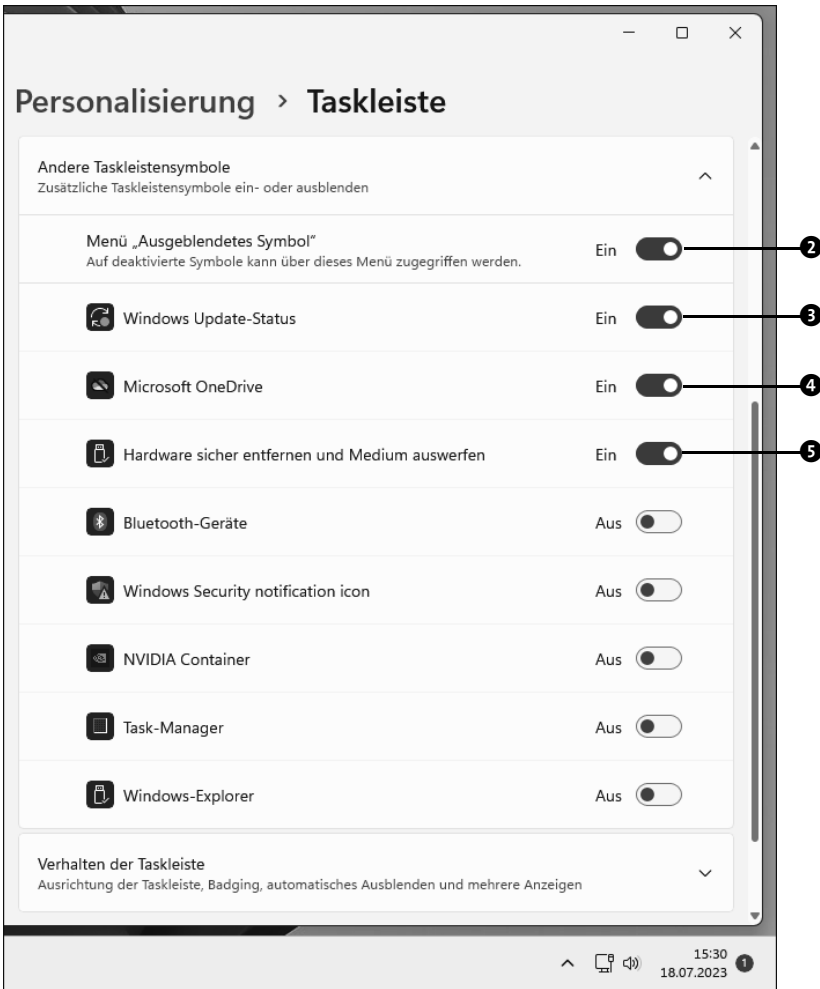 Personalisierung > Taskleiste
Andere Taskleistensymbole
Zusätzliche Taskleistensymbole ein- oder ausblenden
Menü „Ausgeblendetes Symbol“
Auf deaktivierte Symbole kann über dieses Menü zugegriffen werden.
Ein
2
Windows Update-Status
Ein
3
Microsoft OneDrive
Ein
4
Hardware sicher entfernen und Medium auswerfen
Ein
5
Bluetooth-Geräte
Aus
Windows Security notification icon
Aus
NVIDIA Container
Aus
Task-Manager
Aus
Windows-Explorer
Aus
Verhalten der Taskleiste
Ausrichtung der Taskleiste, Badging, automatisches Ausblenden und mehrere Anzeigen
15:30
18.07.2023
1